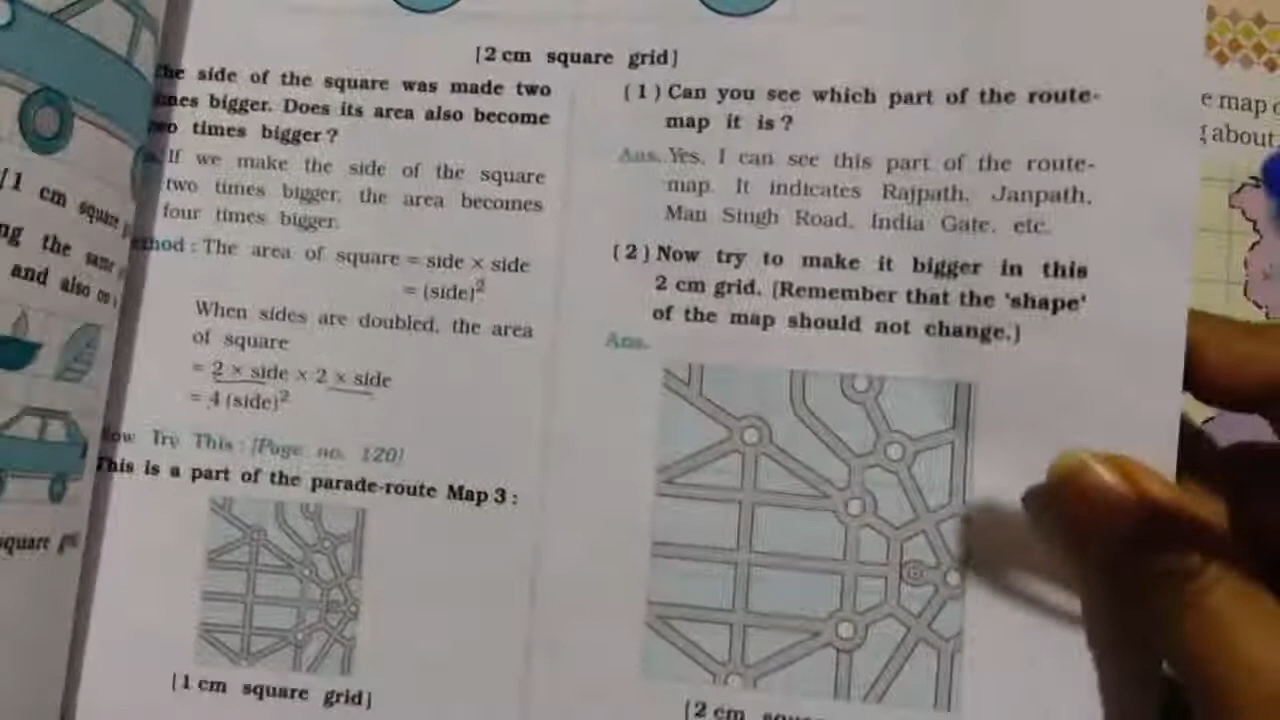 [2 cm square grid]
he side of the square was made two
bigger. Does its area also become
times bigger ?
If we make the side of the square
two times bigger, the area becomes
four times bigger.
The area of square = side × side
= (side)²
When sides are doubled, the area
of square
= 2 × side × 2 × side
= 4 (side)²
Try This : [Page no. 120]
This is a part of the parade-route Map 3 :
[1 cm square grid]
(1) Can you see which part of the route-
map it is ?
Ans. Yes, I can see this part of the route-
map. It indicates Rajpath, Janpath,
Man Singh Road, India Gate, etc.
(2) Now try to make it bigger in this
2 cm grid. [Remember that the 'shape'
of the map should not change.]
Ans.
[2 cm
[1 cm square
ng the same
and also on
square
e map
about